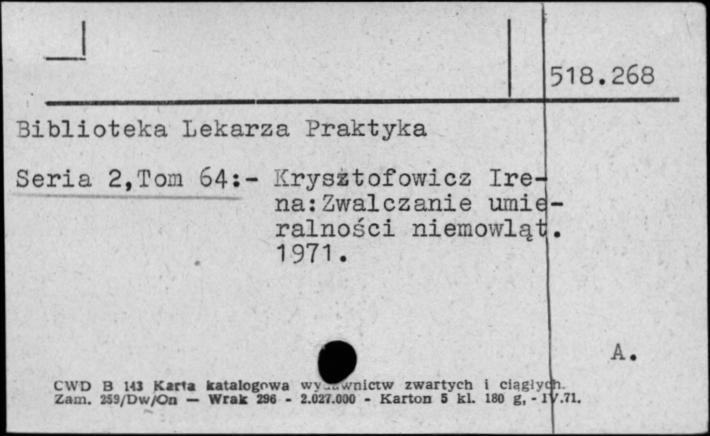 518.268
Biblioteka Lekarza Praktyka
Seria 2,Tom 64:- Krysztofowicz Ire-
na:Zwalczanie umie-
ralności niemowląt.
1971.
A.
CWD B 143 Karta katalogowa wydawnictw zwartych i ciągłych.
Zam. 259/Dw/On — Wrak 296 - 2.027.000 - Karton 5 kl. 180 g, - IV.71.